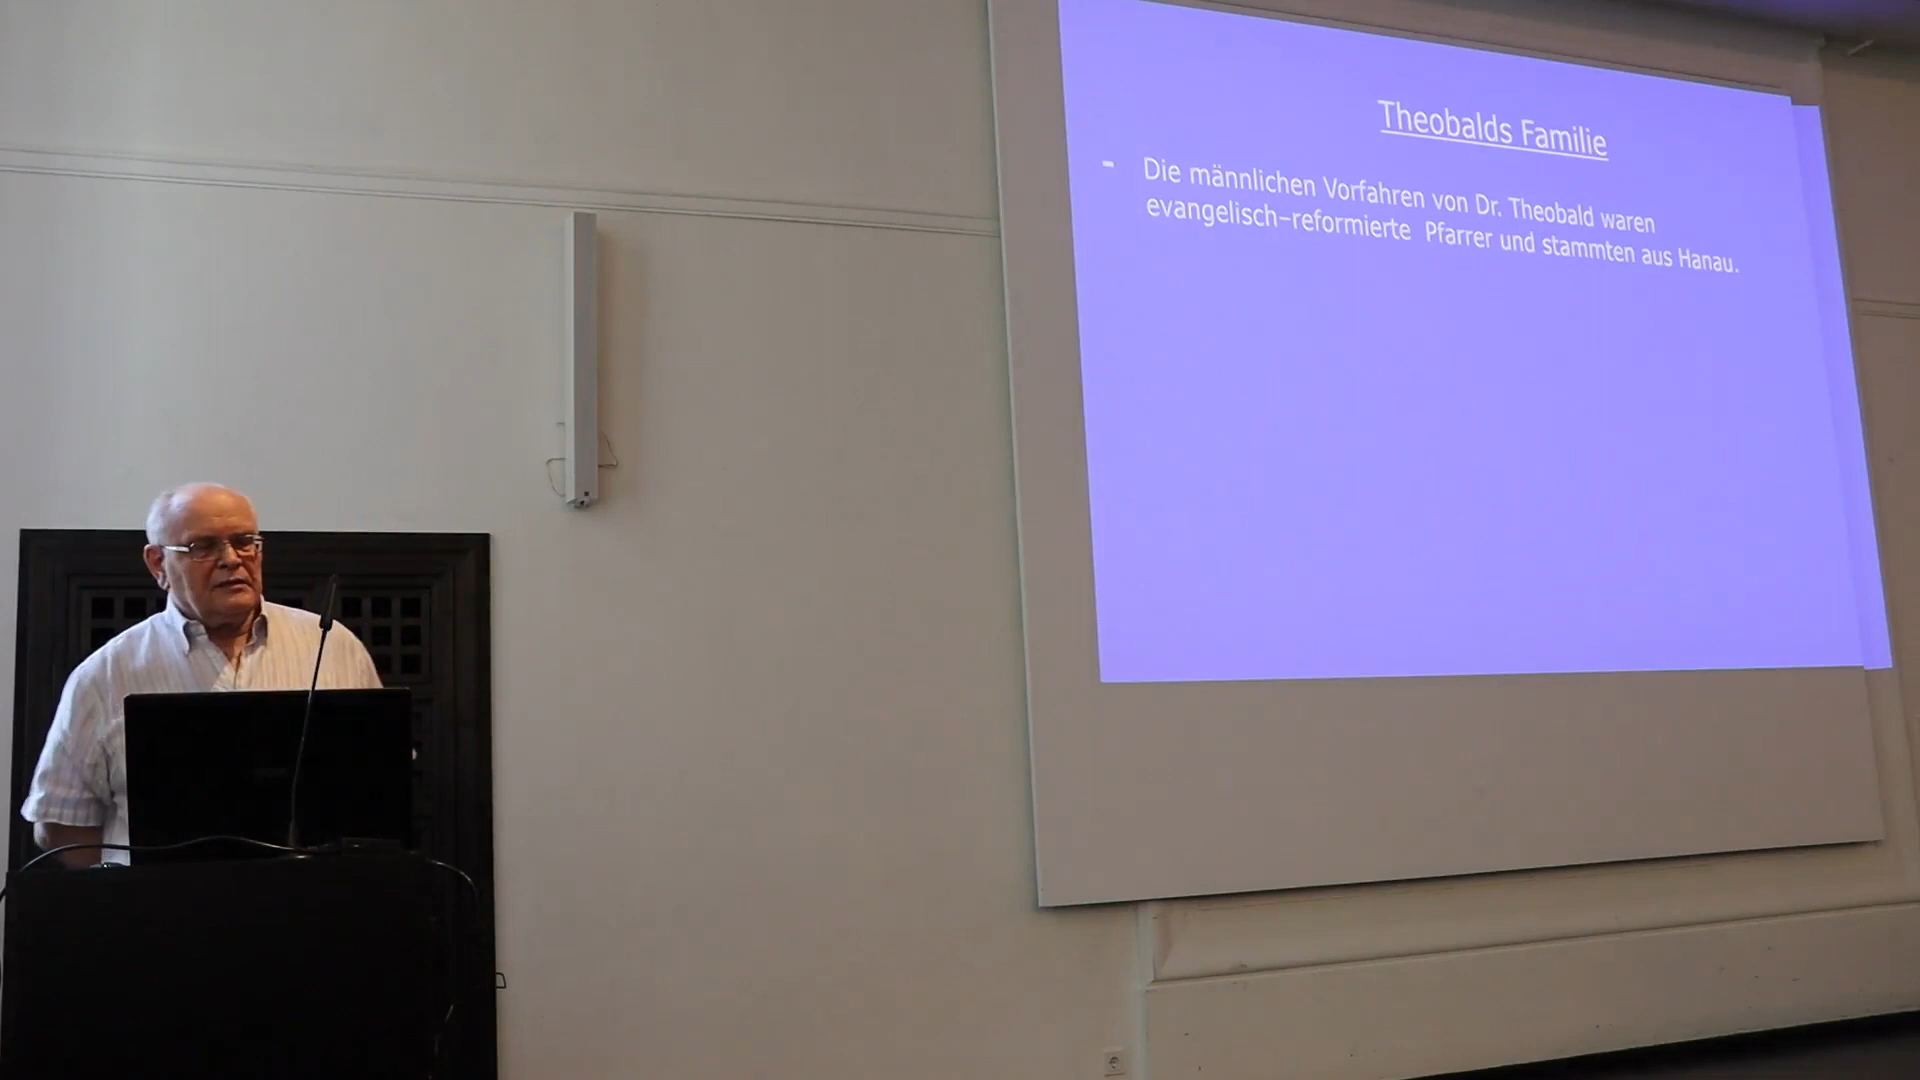 Theobalds Familie
- Die männlichen Vorfahren von Dr. Theobald waren
evangelisch-reformierte Pfarrer und stammten aus Hanau.